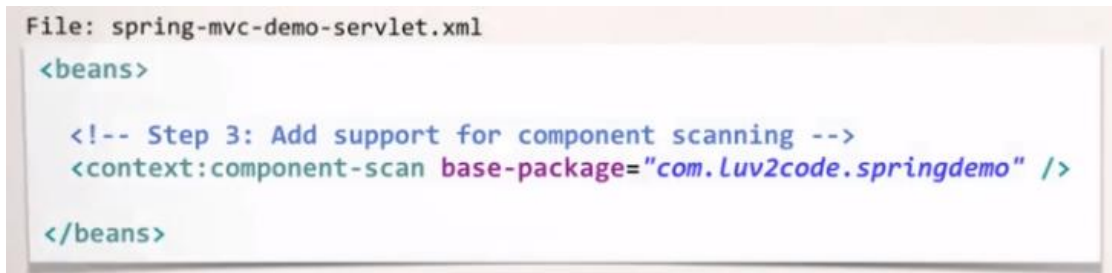 File: spring-mvc-demo-servlet.xml
<beans>
<!-- Step 3: Add support for component scanning -->
<context:component-scan base-package="com.luv2code.springdemo" />
</beans>